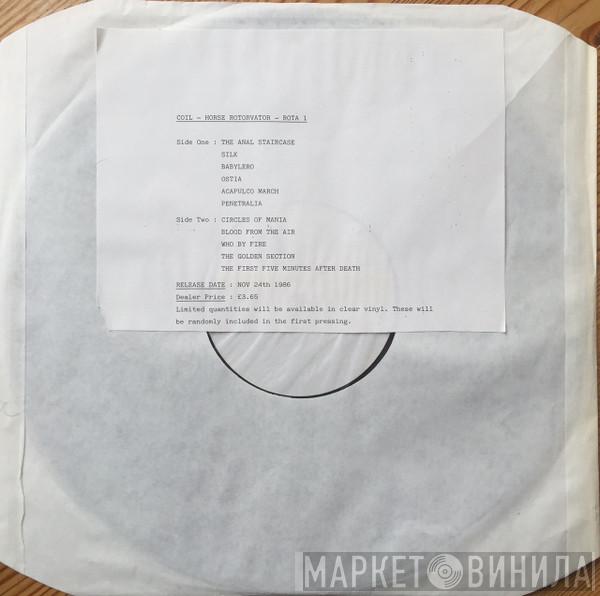 COIL - HORSE ROTORVATOR - ROTA 1
Side One : THE ANAL STAIRCASE
SILK
BABYLERO
OSTIA
ACAPULCO MARCH
PENETRALIA
Side Two : CIRCLES OF MANIA
BLOOD FROM THE AIR
WHO BY FIRE
THE GOLDEN SECTION
THE FIRST FIVE MINUTES AFTER DEATH
RELEASE DATE : NOV 24th 1986
Dealer Price : £3.65
Limited quantities will be available in clear vinyl. These will
be randomly included in the first pressing.
МАРКЕТ ВИНИЛА